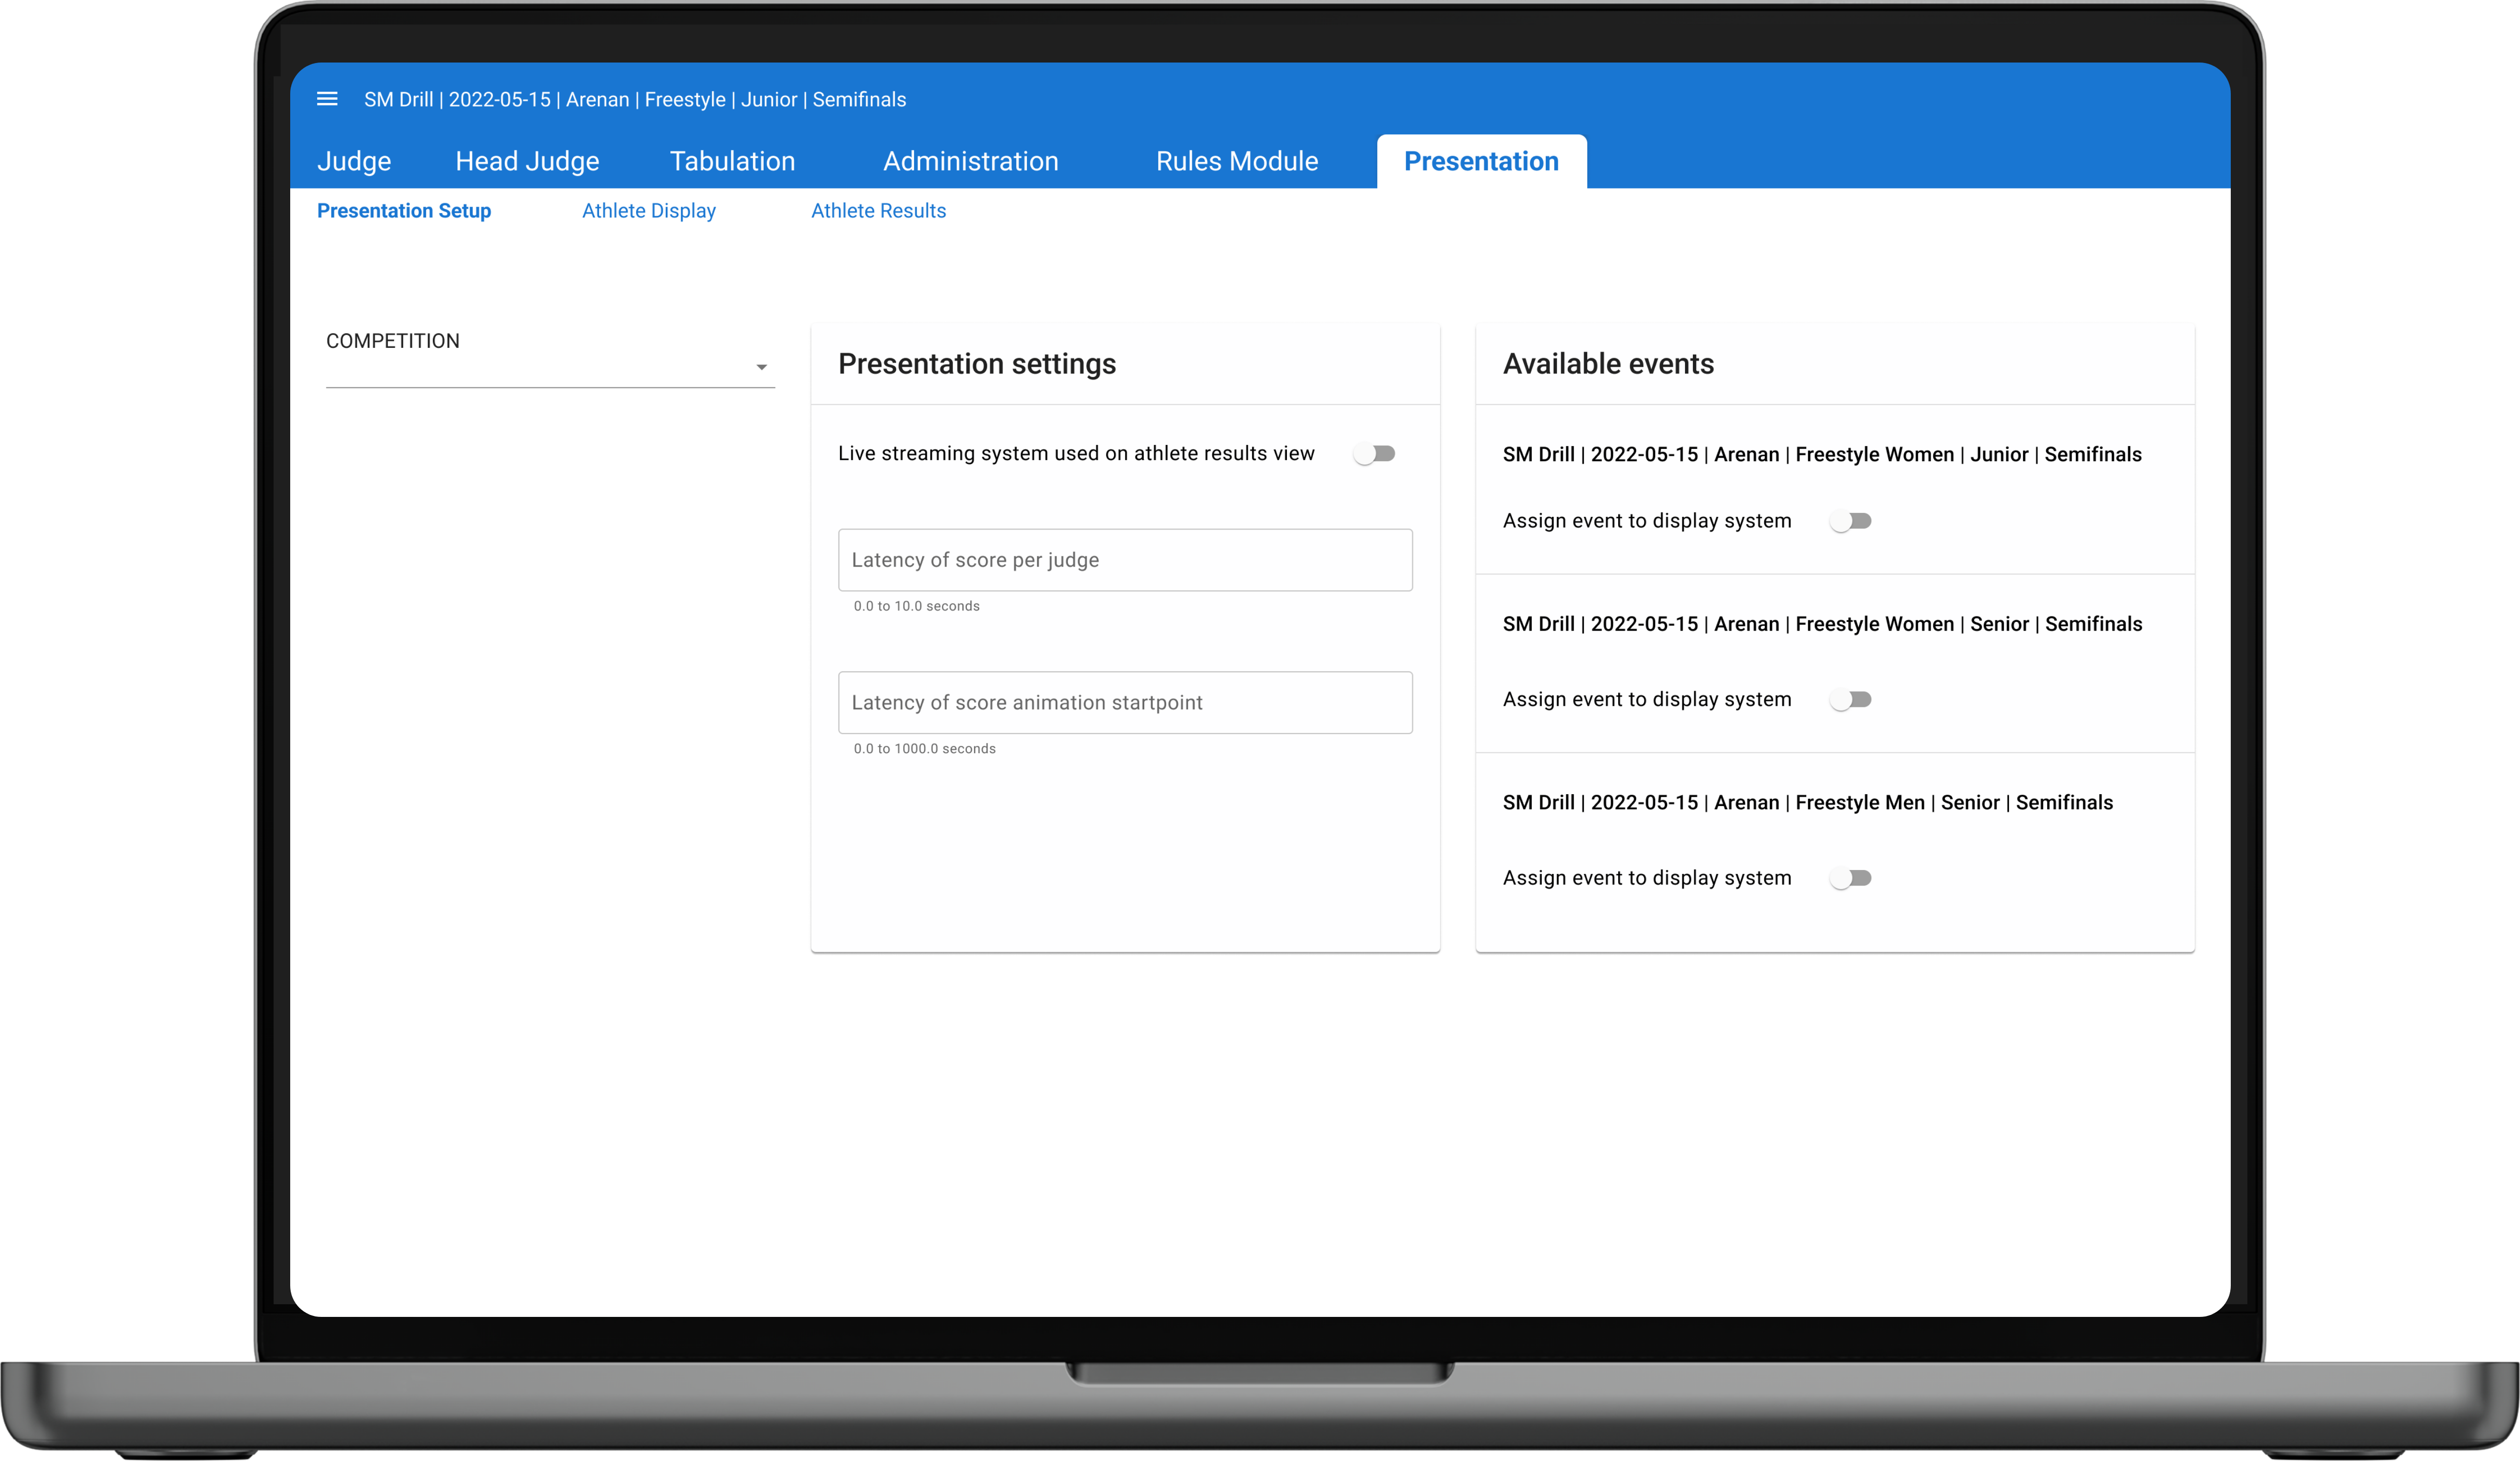 SM Drill | 2022-05-15 | Arenan | Freestyle | Junior | Semifinals
Judge Head Judge Tabulation Administration Rules Module Presentation
Presentation Setup Athlete Display Athlete Results
COMPETITION
Presentation settings
Live streaming system used on athlete results view
Latency of score per judge
0.0 to 10.0 seconds
Latency of score animation startpoint
0.0 to 1000.0 seconds
Available events
SM Drill | 2022-05-15 | Arenan | Freestyle Women | Junior | Semifinals
Assign event to display system
SM Drill | 2022-05-15 | Arenan | Freestyle Women | Senior | Semifinals
Assign event to display system
SM Drill | 2022-05-15 | Arenan | Freestyle Men | Senior | Semifinals
Assign event to display system